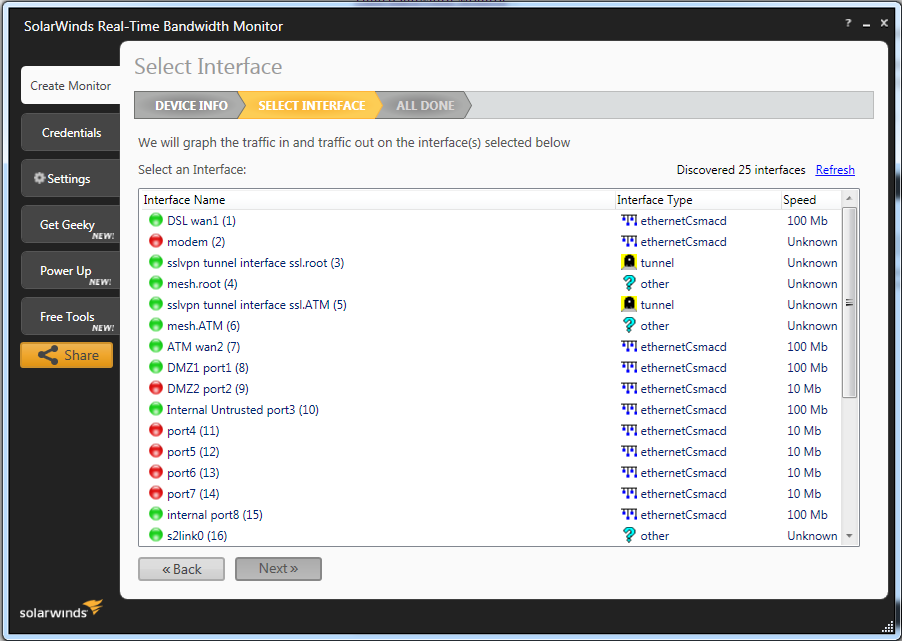 SolarWinds Real-Time Bandwidth Monitor
Create Monitor
Credentials
Settings
Get Geeky NEW!
Power Up NEW!
Free Tools NEW!
Share
solarwinds
Select Interface
DEVICE INFO SELECT INTERFACE ALL DONE
We will graph the traffic in and traffic out on the interface(s) selected below
Select an Interface: Discovered 25 interfaces Refresh
Interface Name Interface Type Speed
DSL wan1 (1) ethernetCsmacd 100 Mb
modem (2) ethernetCsmacd Unknown
sslvpn tunnel interface ssl.root (3) tunnel Unknown
mesh.root (4) other Unknown
sslvpn tunnel interface ssl.ATM (5) tunnel Unknown
mesh.ATM (6) other Unknown
ATM wan2 (7) ethernetCsmacd 100 Mb
DMZ1 port1 (8) ethernetCsmacd 100 Mb
DMZ2 port2 (9) ethernetCsmacd 10 Mb
Internal Untrusted port3 (10) ethernetCsmacd 100 Mb
port4 (11) ethernetCsmacd 10 Mb
port5 (12) ethernetCsmacd 10 Mb
port6 (13) ethernetCsmacd 10 Mb
port7 (14) ethernetCsmacd 10 Mb
internal port8 (15) ethernetCsmacd 100 Mb
s2link0 (16) other Unknown
« Back Next »